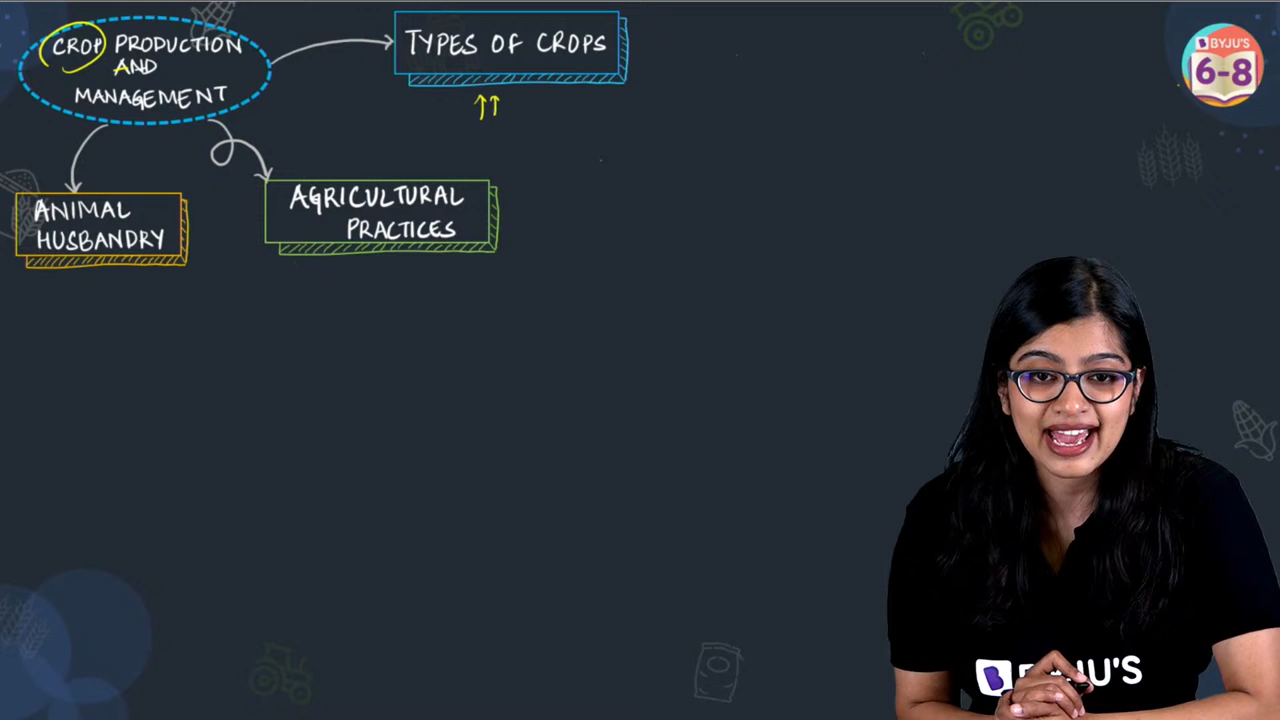 CROP PRODUCTION
AND
MANAGEMENT
TYPES OF CROPS
ANIMAL
HUSBANDRY
AGRICULTURAL
PRACTICES
BYJU'S
6-8